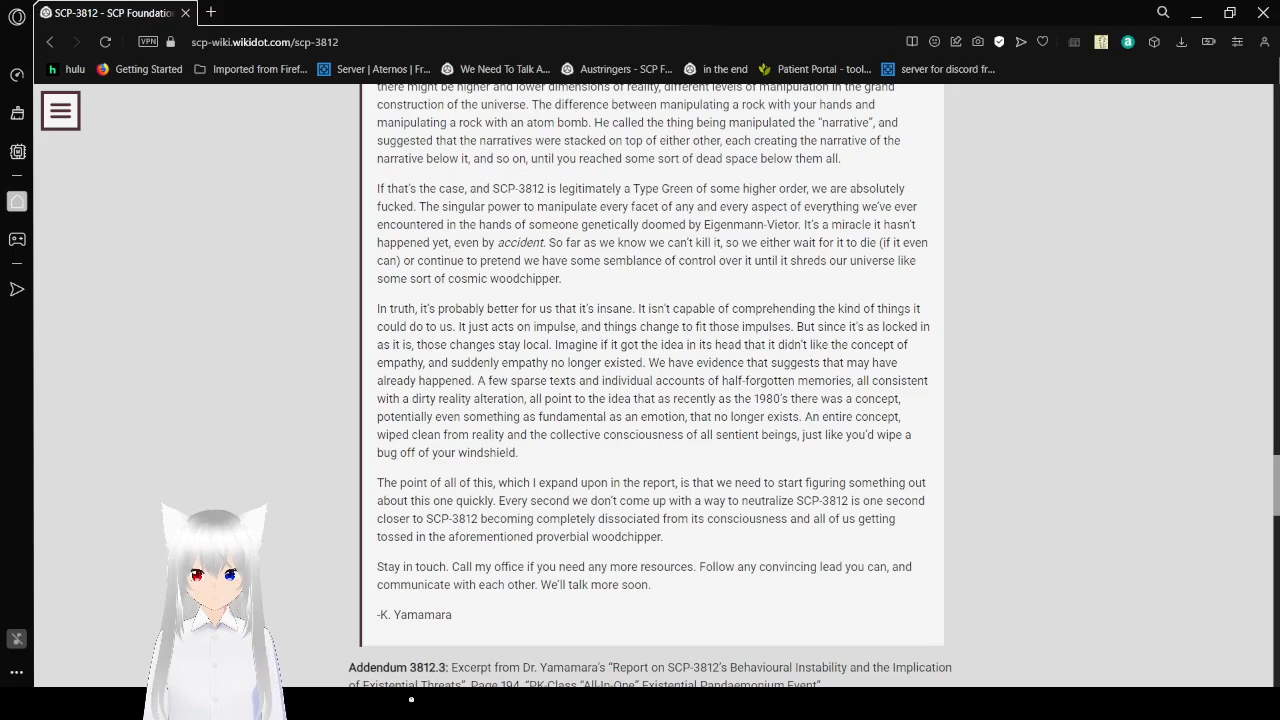 SCP-3812 - SCP Foundatio
VPN
scp-wiki.wikidot.com/scp-3812
hulu
Getting Started
Imported from Firef...
Server | Aternos | Fr...
We Need To Talk A...
Austringers - SCP F...
in the end
Patient Portal - tool...
server for discord fr...
there might be higher and lower dimensions of reality, different levels of manipulation in the grand
construction of the universe. The difference between manipulating a rock with your hands and
manipulating a rock with an atom bomb. He called the thing being manipulated the “narrative”, and
suggested that the narratives were stacked on top of either other, each creating the narrative of the
narrative below it, and so on, until you reached some sort of dead space below them all.
If that’s the case, and SCP-3812 is legitimately a Type Green of some higher order, we are absolutely
fucked. The singular power to manipulate every facet of any and every aspect of everything we’ve ever
encountered in the hands of someone genetically doomed by Eigenmann-Vietor. It’s a miracle it hasn’t
happened yet, even by accident. So far as we know we can’t kill it, so we either wait for it to die (if it even
can) or continue to pretend we have some semblance of control over it until it shreds our universe like
some sort of cosmic woodchipper.
In truth, it’s probably better for us that it’s insane. It isn’t capable of comprehending the kind of things it
could do to us. It just acts on impulse, and things change to fit those impulses. But since it’s as locked in
as it is, those changes stay local. Imagine if it got the idea in its head that it didn’t like the concept of
empathy, and suddenly empathy no longer existed. We have evidence that suggests that may have
already happened. A few sparse texts and individual accounts of half-forgotten memories, all consistent
with a dirty reality alteration, all point to the idea that as recently as the 1980’s there was a concept,
potentially even something as fundamental as an emotion, that no longer exists. An entire concept,
wiped clean from reality and the collective consciousness of all sentient beings, just like you’d wipe a
bug off of your windshield.
The point of all of this, which I expand upon in the report, is that we need to start figuring something out
about this one quickly. Every second we don’t come up with a way to neutralize SCP-3812 is one second
closer to SCP-3812 becoming completely dissociated from its consciousness and all of us getting
tossed in the aforementioned proverbial woodchipper.
Stay in touch. Call my office if you need any more resources. Follow any convincing lead you can, and
communicate with each other. We’ll talk more soon.
-K. Yamamara
Addendum 3812.3: Excerpt from Dr. Yamamara’s “Report on SCP-3812’s Behavioural Instability and the Implication
of Existential Threats”, Page 194, “PK-Class “All-In-One” Existential Pandaemonium Event”